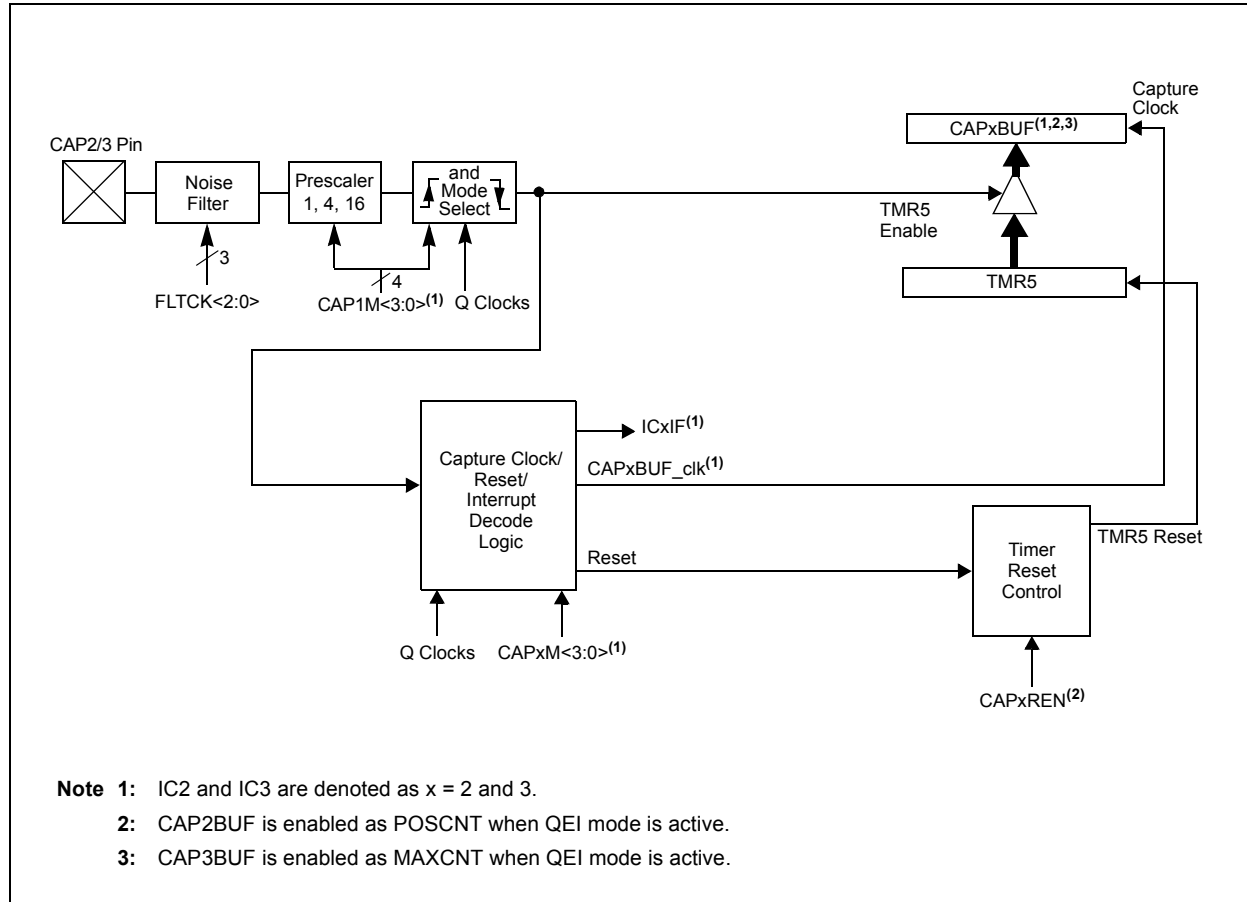 Capture
Clock
CAPxBUF(1,2,3)
CAP2/3 Pin
Noise
Filter
Prescaler
1, 4, 16
and
Mode
Select
TMR5
Enable
3
4
TMR5
FLTCK<2:0>
CAP1M<3:0>(1)
Q Clocks
ICxIF(1)
Capture Clock/
Reset/
Interrupt
Decode
Logic
CAPxBUF_clk(1)
Reset
TMR5 Reset
Timer
Reset
Control
Q Clocks
CAPxM<3:0>(1)
CAPxREN(2)
Note 1: IC2 and IC3 are denoted as x = 2 and 3.
2: CAP2BUF is enabled as POSCNT when QEI mode is active.
3: CAP3BUF is enabled as MAXCNT when QEI mode is active.